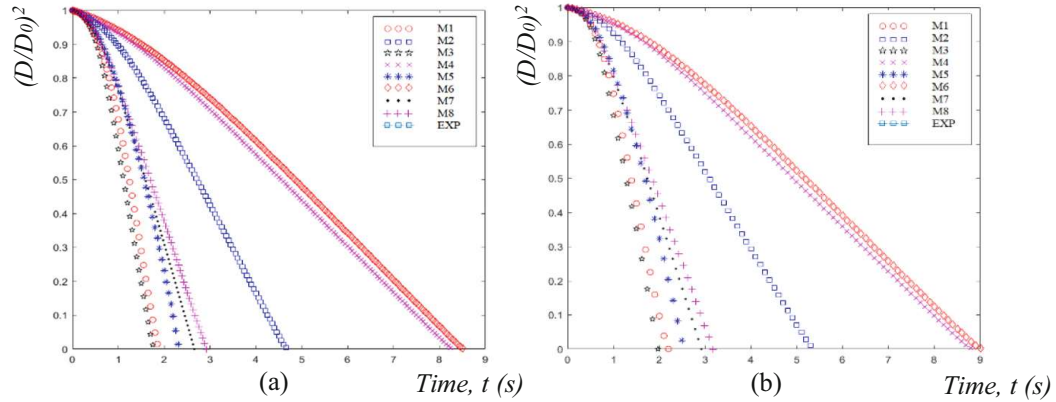 (D/D0)²
1
0.9
0.8
0.7
0.6
0.5
0.4
0.3
0.2
0.1
0
0 1 2 3 4 5 6 7 8 9
M1
M2
M3
M4
M5
M6
M7
M8
EXP
(a)
Time, t (s)
(D/D0)²
1
0.9
0.8
0.7
0.6
0.5
0.4
0.3
0.2
0.1
0
0 1 2 3 4 5 6 7 8 9
M1
M2
M3
M4
M5
M6
M7
M8
EXP
(b)
Time, t (s)